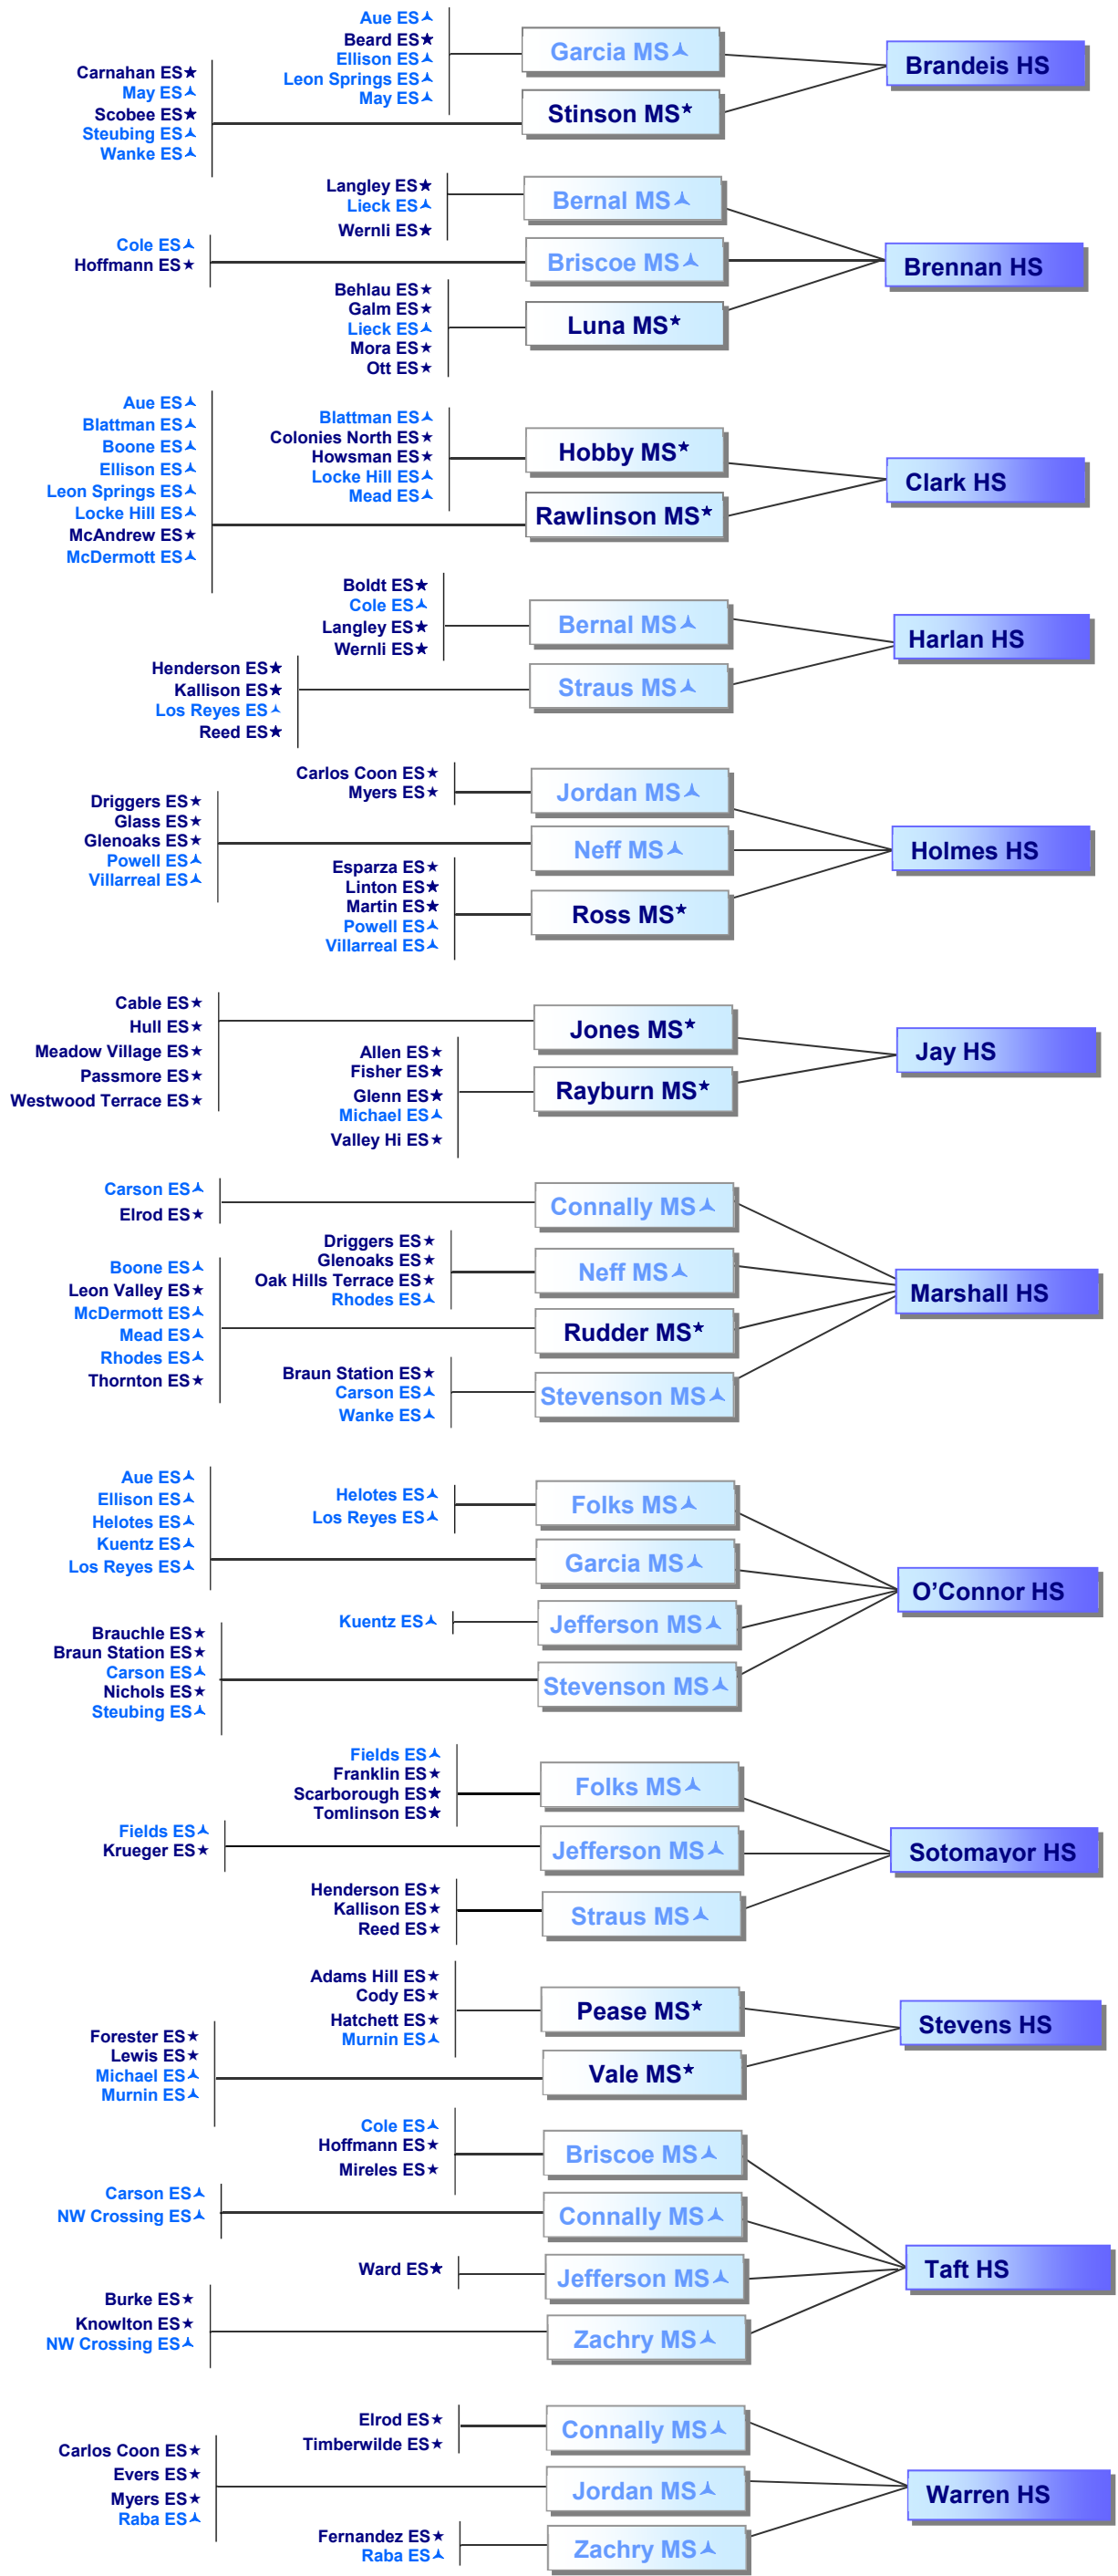 Aue ES
Beard ES★
Ellison ES
Leon Springs ES
May ES
Garcia MS
Brandeis HS
Carnahan ES★
May ES
Scobee ES★
Steubing ES
Wanke ES
Stinson MS★
Langley ES★
Lieck ES
Wernli ES★
Bernal MS
Cole ES
Hoffmann ES★
Briscoe MS
Brennan HS
Behlau ES★
Galm ES★
Lieck ES
Mora ES★
Ott ES★
Luna MS★
Aue ES
Blattman ES
Boone ES
Ellison ES
Leon Springs ES
Locke Hill ES
McAndrew ES★
McDermott ES
Blattman ES
Colonies North ES★
Howsman ES★
Locke Hill ES
Mead ES
Hobby MS★
Rawlinson MS★
Clark HS
Boldt ES★
Cole ES
Langley ES★
Wernli ES★
Bernal MS
Harlan HS
Henderson ES★
Kallison ES★
Los Reyes ES
Reed ES★
Straus MS
Carlos Coon ES★
Myers ES★
Jordan MS
Driggers ES★
Glass ES★
Glenoaks ES★
Powell ES
Villarreal ES
Neff MS
Holmes HS
Esparza ES★
Linton ES★
Martin ES★
Powell ES
Villarreal ES
Ross MS★
Cable ES★
Hull ES★
Meadow Village ES★
Passmore ES★
Westwood Terrace ES★
Jones MS★
Jay HS
Allen ES★
Fisher ES★
Glenn ES★
Michael ES
Valley Hi ES★
Rayburn MS★
Carson ES
Elrod ES★
Connally MS
Driggers ES★
Glenoaks ES★
Oak Hills Terrace ES★
Rhodes ES
Neff MS
Marshall HS
Boone ES
Leon Valley ES★
McDermott ES
Mead ES
Rhodes ES
Thornton ES★
Rudder MS★
Braun Station ES★
Carson ES
Wanke ES
Stevenson MS
Aue ES
Ellison ES
Helotes ES
Kuentz ES
Los Reyes ES
Helotes ES
Los Reyes ES
Folks MS
Garcia MS
O'Connor HS
Kuentz ES
Jefferson MS
Brauchle ES★
Braun Station ES★
Carson ES
Nichols ES★
Steubing ES
Stevenson MS
Fields ES
Franklin ES★
Scarborough ES★
Tomlinson ES★
Folks MS
Fields ES
Krueger ES★
Jefferson MS
Sotomayor HS
Henderson ES★
Kallison ES★
Reed ES★
Straus MS
Adams Hill ES★
Cody ES★
Hatchett ES★
Murnin ES
Pease MS★
Stevens HS
Forester ES★
Lewis ES★
Michael ES
Murnin ES
Vale MS★
Cole ES
Hoffmann ES★
Mireles ES★
Briscoe MS
Carson ES
NW Crossing ES
Connally MS
Ward ES★
Jefferson MS
Taft HS
Burke ES★
Knowlton ES★
NW Crossing ES
Zachry MS
Elrod ES★
Timberwilde ES★
Connally MS
Carlos Coon ES★
Evers ES★
Myers ES★
Raba ES
Jordan MS
Warren HS
Fernandez ES★
Raba ES
Zachry MS